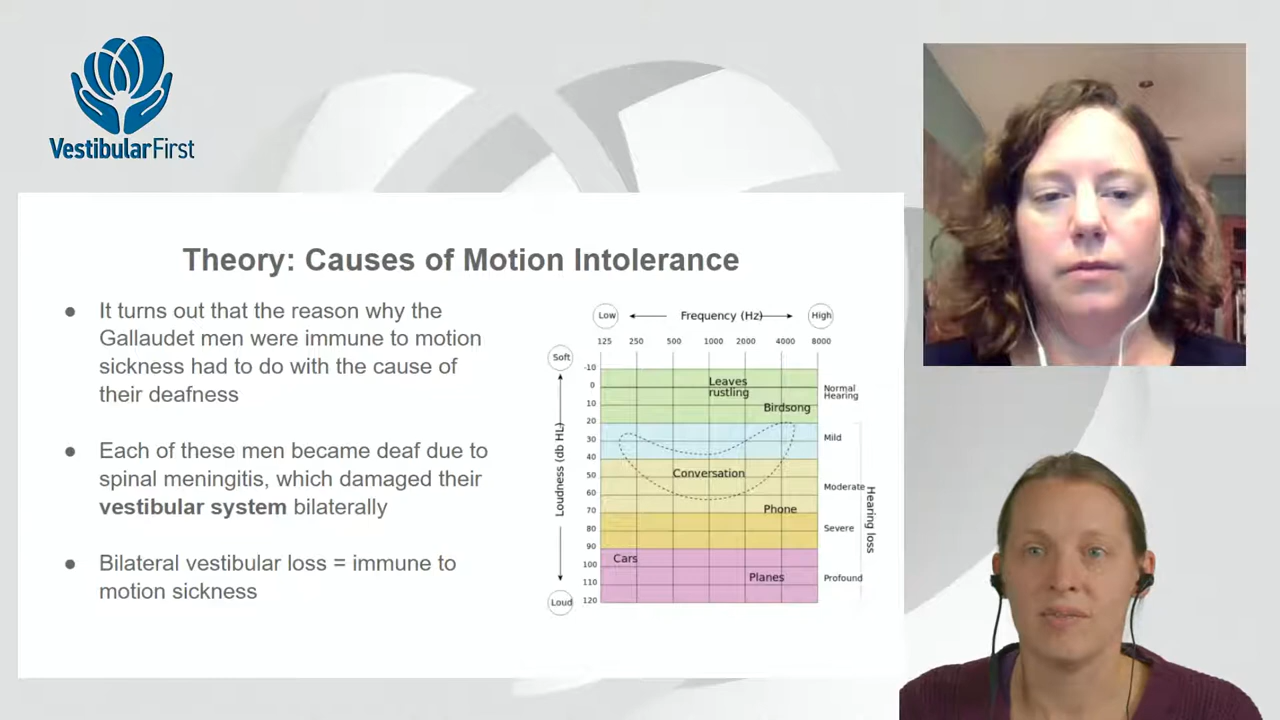 VestibularFirst
Theory: Causes of Motion Intolerance
● It turns out that the reason why the
Gallaudet men were immune to motion
sickness had to do with the cause of
their deafness
● Each of these men became deaf due to
spinal meningitis, which damaged their
vestibular system bilaterally
● Bilateral vestibular loss = immune to
motion sickness
Low Frequency (Hz) High
125 250 500 1000 2000 4000 8000
Soft
Loudness (db HL)
Loud
-10
0
10
20
30
40
50
60
70
80
90
100
110
120
Leaves
rustling
Birdsong
Conversation
Phone
Cars
Planes
Normal
Hearing
Mild
Moderate
Severe
Profound
Hearing loss